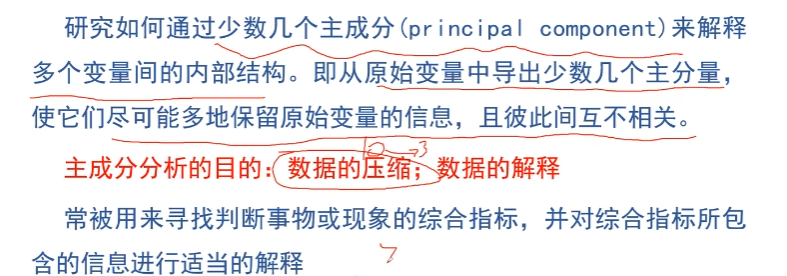 研究如何通过少数几个主成分(principal component)来解释
多个变量间的内部结构。即从原始变量中导出少数几个主分量,
使它们尽可能多地保留原始变量的信息,且彼此间互不相关。
10→3
主成分分析的目的:数据的压缩;数据的解释
常被用来寻找判断事物或现象的综合指标,并对综合指标所包
含的信息进行适当的解释